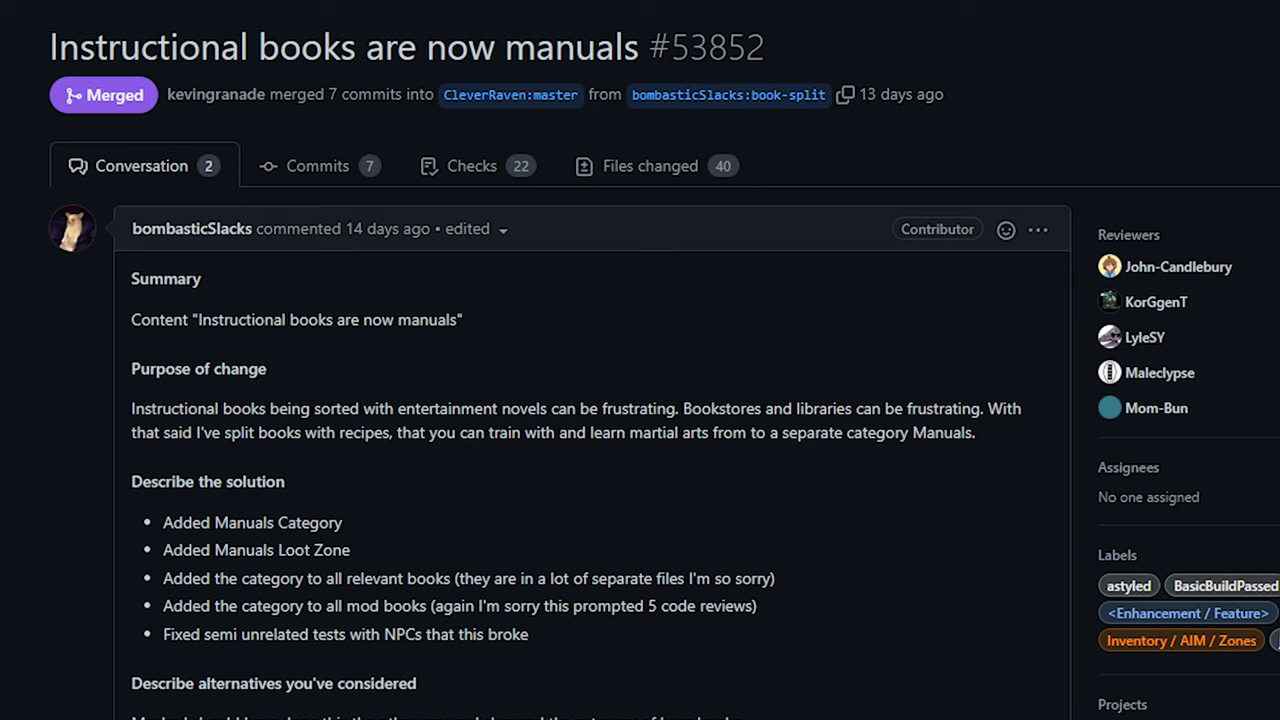 Instructional books are now manuals #53852
Merged kevingranade merged 7 commits into CleverRaven:master from bombasticSlacks:book-split 13 days ago
Conversation 2 Commits 7 Checks 22 Files changed 40
bombasticSlacks commented 14 days ago • edited Contributor
Summary
Content "Instructional books are now manuals"
Purpose of change
Instructional books being sorted with entertainment novels can be frustrating. Bookstores and libraries can be frustrating. With
that said I've split books with recipes, that you can train with and learn martial arts from to a separate category Manuals.
Describe the solution
• Added Manuals Category
• Added Manuals Loot Zone
• Added the category to all relevant books (they are in a lot of separate files I'm so sorry)
• Added the category to all mod books (again I'm sorry this prompted 5 code reviews)
• Fixed semi unrelated tests with NPCs that this broke
Describe alternatives you've considered
Reviewers
John-Candlebury
KorGgenT
LyleSY
Maleclypse
Mom-Bun
Assignees
No one assigned
Labels
astyled BasicBuildPassed
<Enhancement / Feature>
Inventory / AIM / Zones
Projects